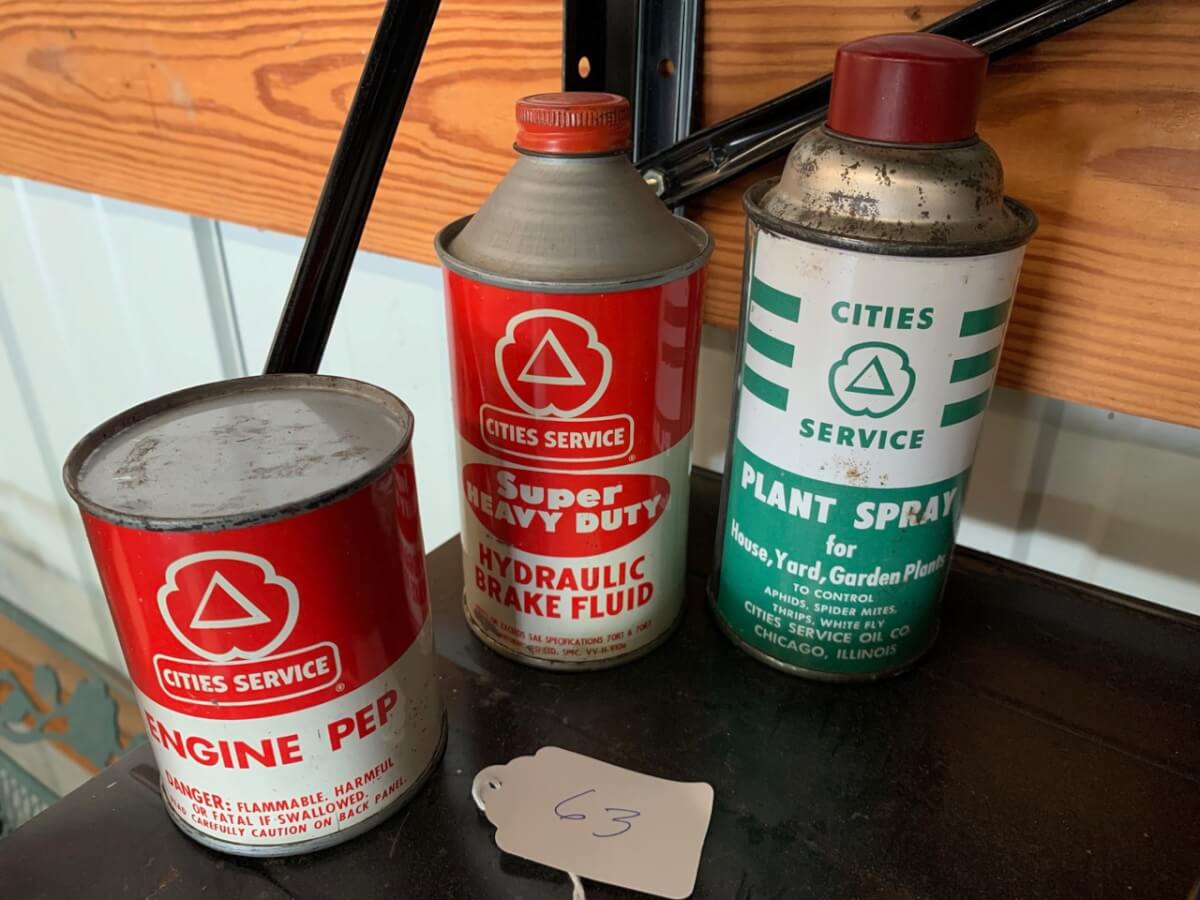 CITIES SERVICE
ENGINE PEP
DANGER: FLAMMABLE. HARMFUL
OR FATAL IF SWALLOWED.
CAREFULLY CAUTION ON BACK PANEL.
CITIES SERVICE
Super
HEAVY DUTY
HYDRAULIC
BRAKE FLUID
SAE SPECIFICATIONS
CITIES
SERVICE
PLANT SPRAY
for
House, Yard, Garden Plants
TO CONTROL
APHIDS, SPIDER MITES,
THRIPS, WHITE FLY
CITIES SERVICE OIL CO.
CHICAGO, ILLINOIS
63